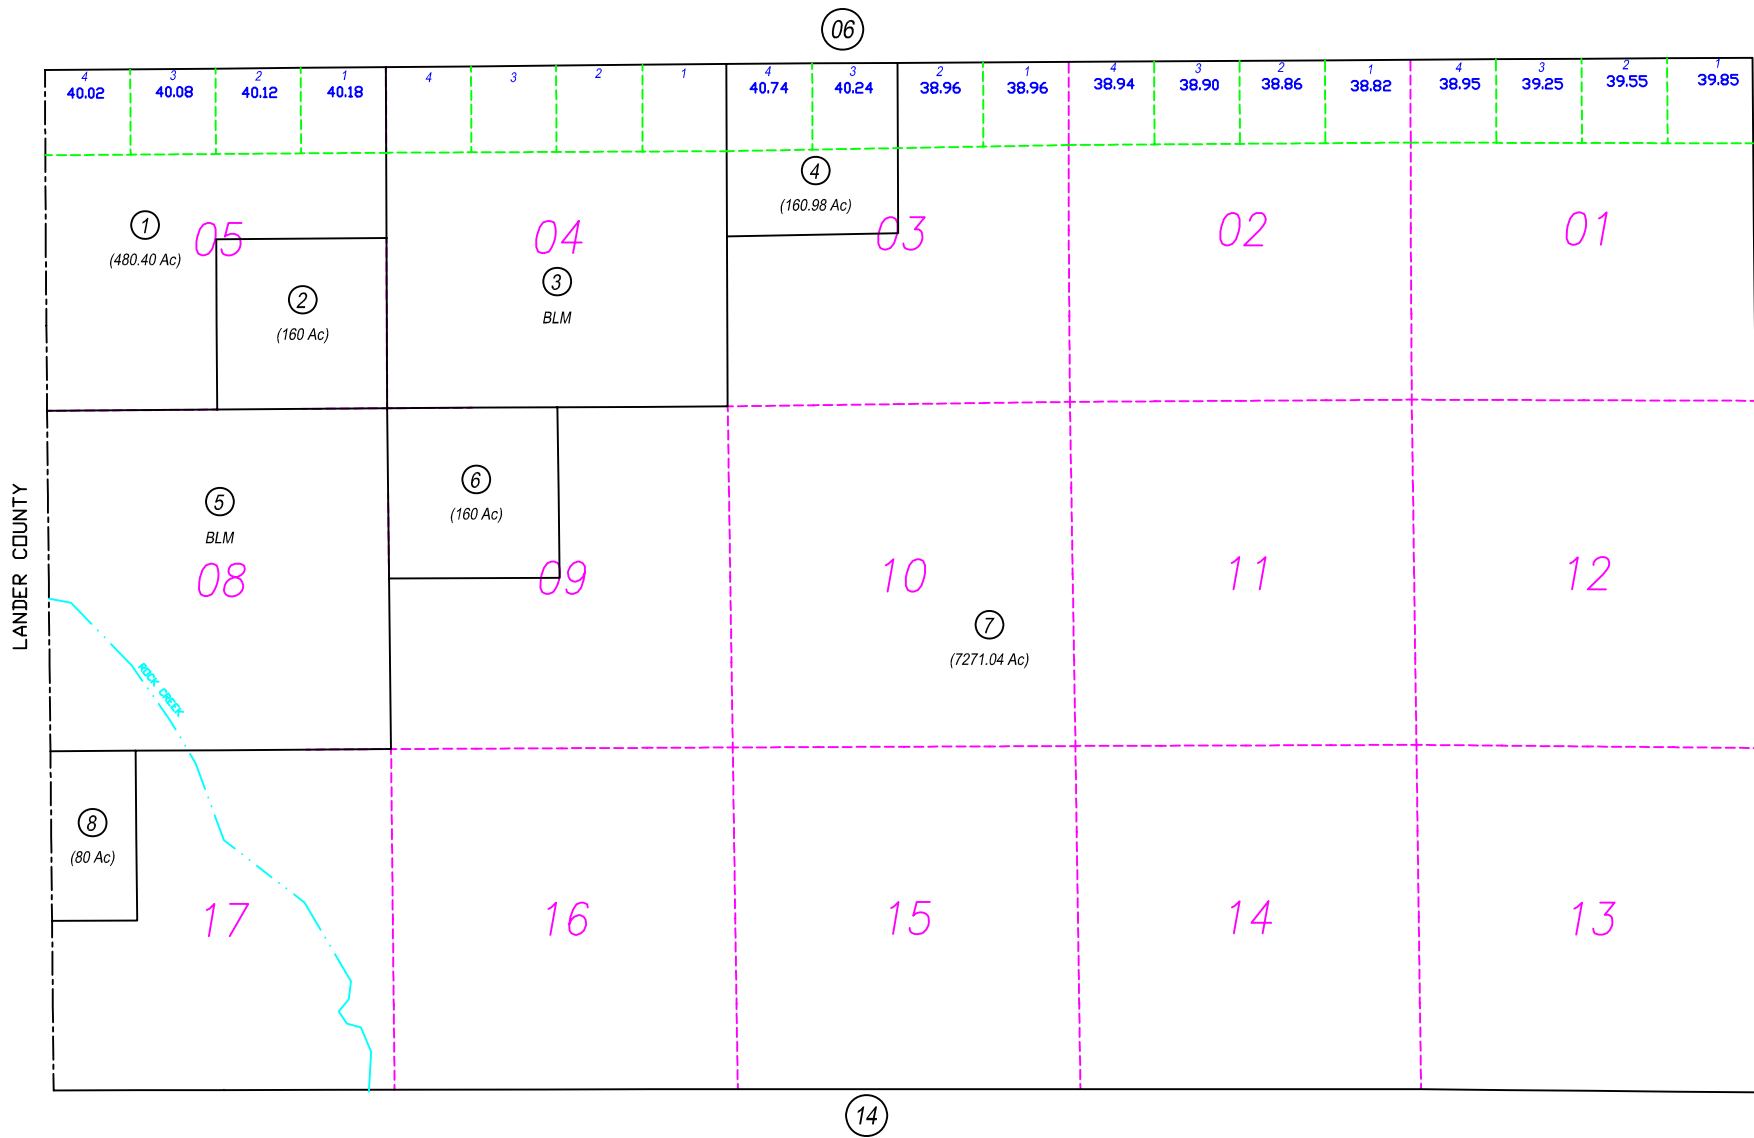 06
4 3 2 1 4 3 2 1 4 3 2 1 4 3 2 1 4 3 2 1
40.02 40.08 40.12 40.18 40.74 40.24 38.96 38.96 38.94 38.90 38.86 38.82 38.95 39.25 39.55 39.85
1
(480.40 Ac)
05
2
(160 Ac)
04
3
BLM
4
(160.98 Ac)
03
02
01
LANDER COUNTY
5
BLM
08
ROCK CREEK
6
(160 Ac)
09
10
7
(7271.04 Ac)
11
12
8
(80 Ac)
17
16
15
14
13
14